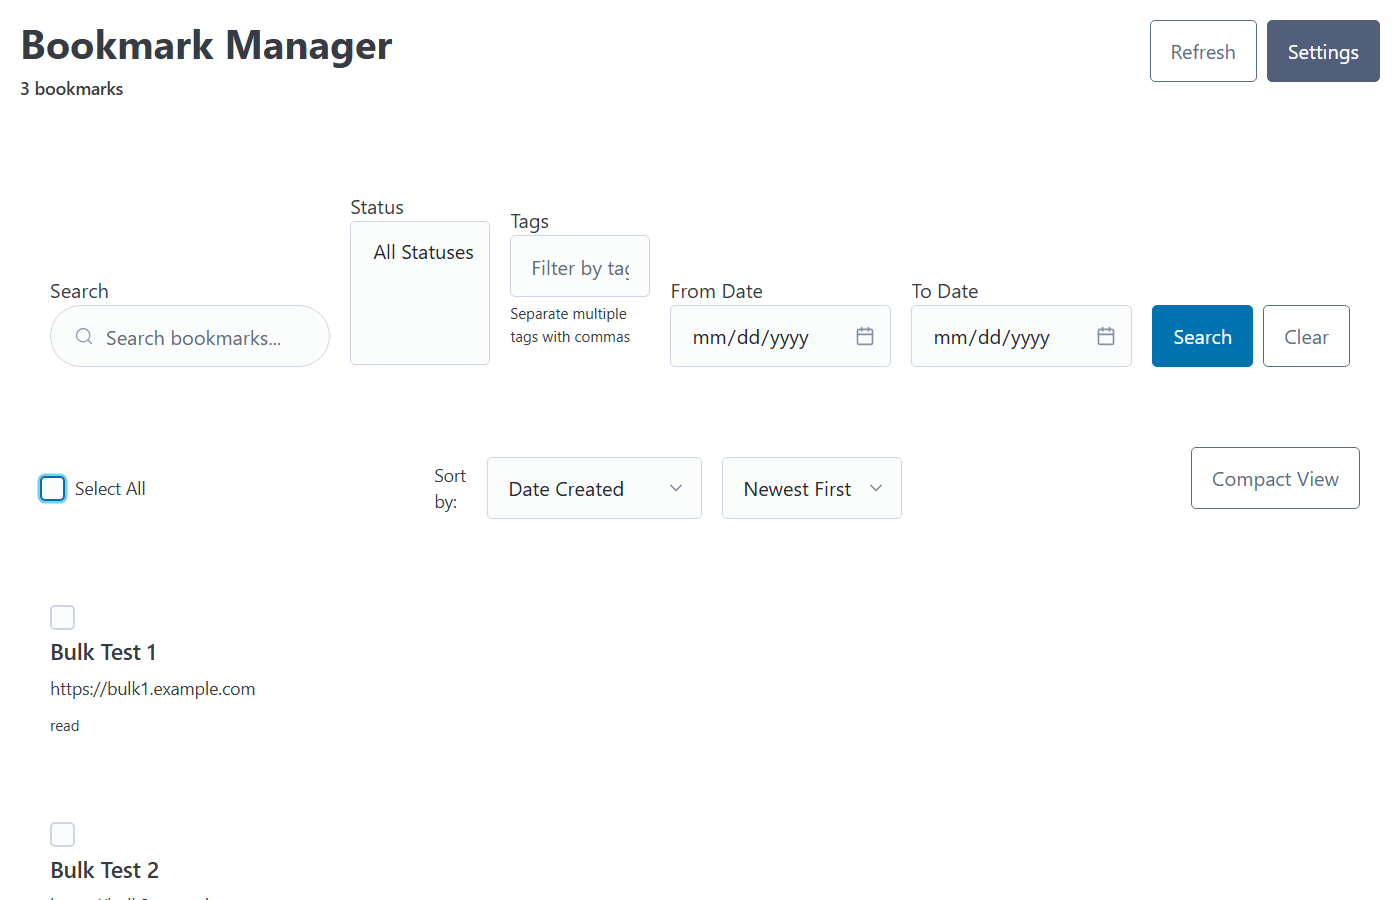 Bookmark Manager
3 bookmarks
Refresh
Settings
Search
Search bookmarks...
Status
All Statuses
Tags
Filter by
Separate multiple
tags with commas
From Date
mm/dd/yyyy
To Date
mm/dd/yyyy
Search
Clear
Select All
Sort
by:
Date Created
Newest First
Compact View
Bulk Test 1
https://bulk1.example.com
read
Bulk Test 2